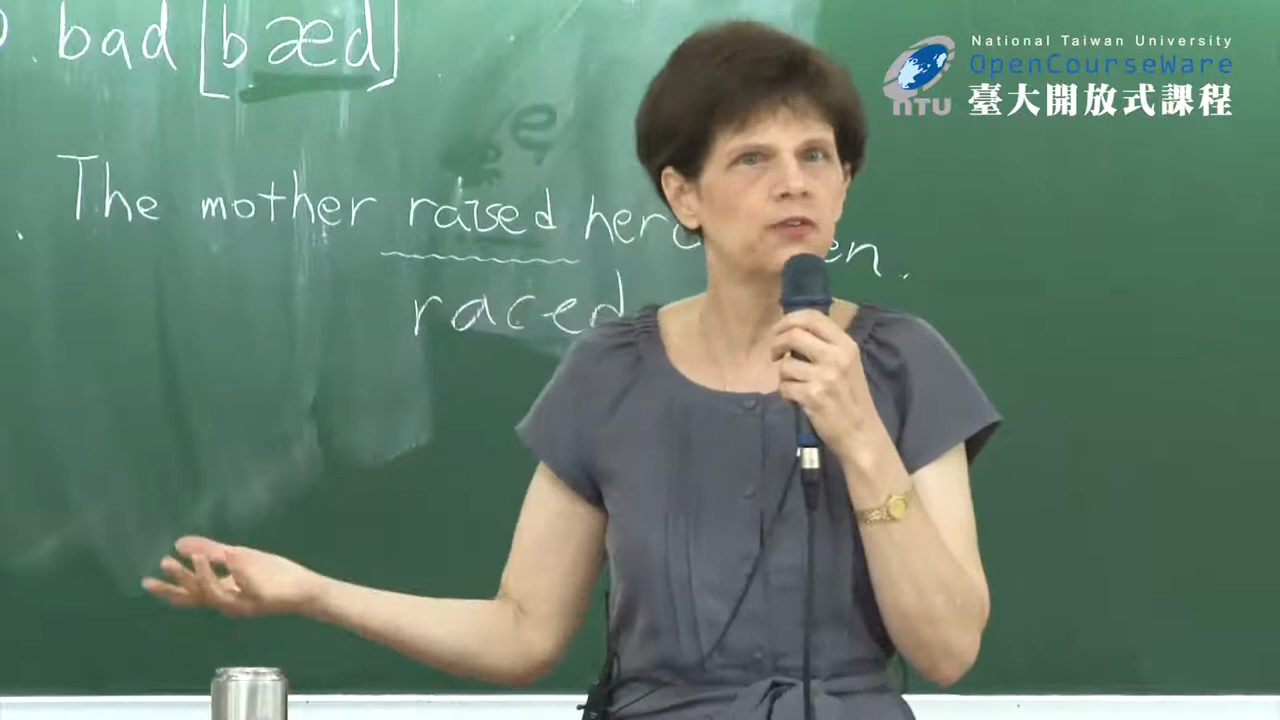 bad [bæd]
The mother raised her en.
raced
e
National Taiwan University
OpenCourseWare
臺大開放式課程
NTU